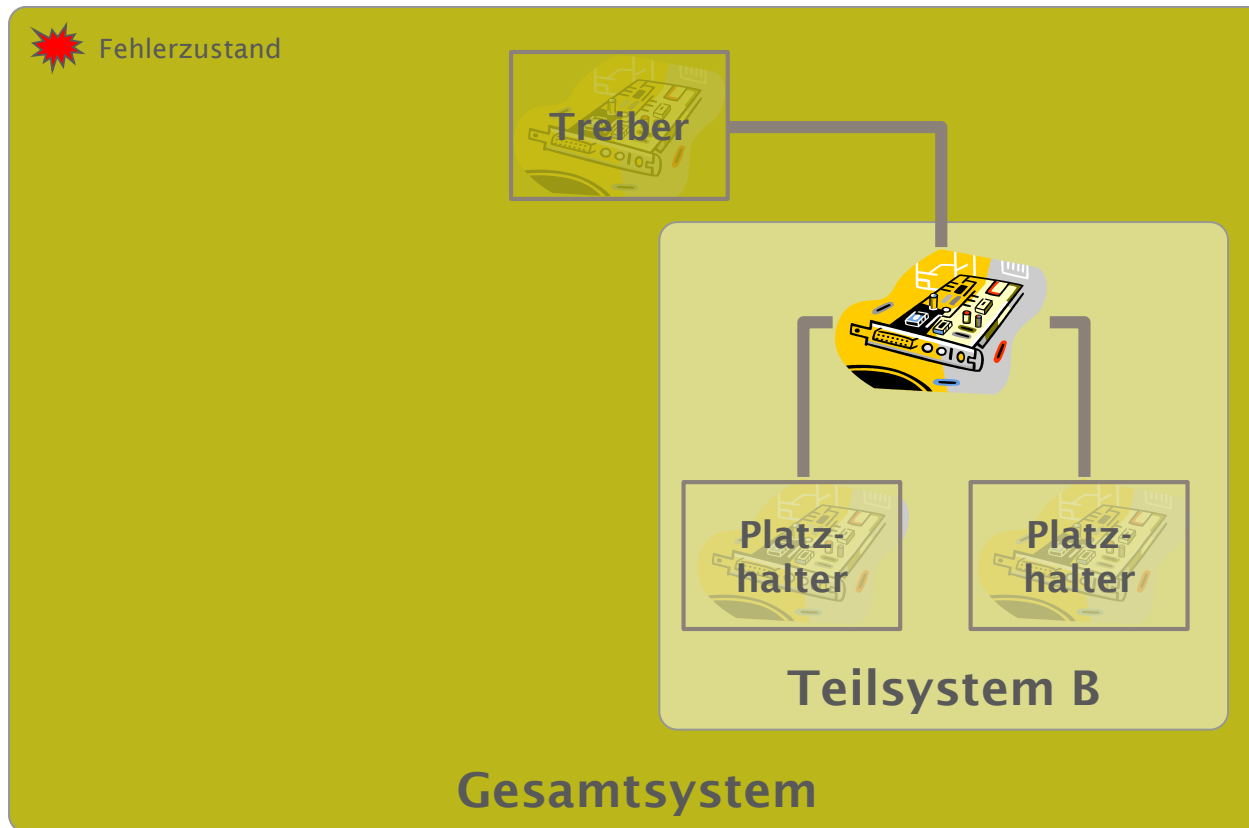 Fehlerzustand
Treiber
Platz-
halter
Platz-
halter
Teilsystem B
Gesamtsystem